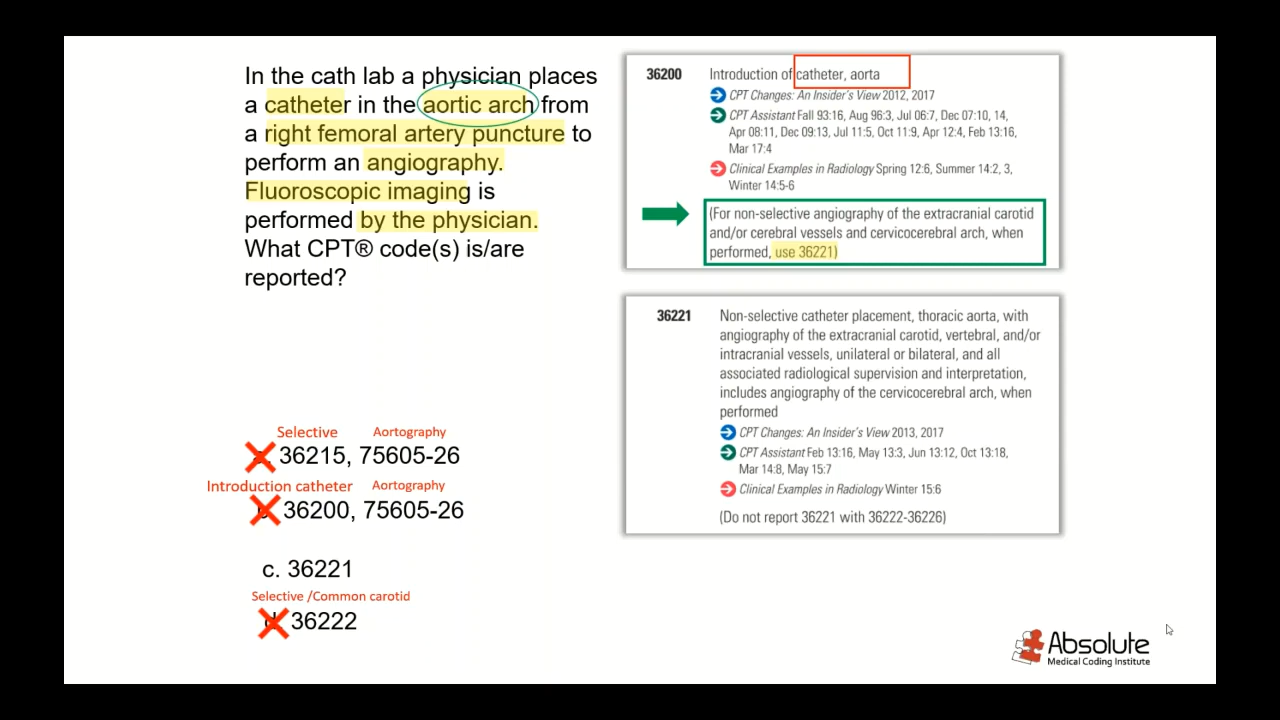 In the cath lab a physician places
a catheter in the aortic arch from
a right femoral artery puncture to
perform an angiography.
Fluoroscopic imaging is
performed by the physician.
What CPT® code(s) is/are
reported?
Selective Aortography
36215, 75605-26
Introduction catheter Aortography
36200, 75605-26
c. 36221
Selective /Common carotid
36222
36200 Introduction of catheter, aorta
CPT Changes: An Insider's View 2012, 2017
CPT Assistant Fall 93:16, Aug 96:3, Jul 06:7, Dec 07:10, 14,
Apr 08:11, Dec 09:13, Jul 11:5, Oct 11:9, Apr 12:4, Feb 13:16,
Mar 17:4
Clinical Examples in Radiology Spring 12:6, Summer 14:2, 3,
Winter 14:5-6
(For non-selective angiography of the extracranial carotid
and/or cerebral vessels and cervicocerebral arch, when
performed, use 36221)
36221 Non-selective catheter placement, thoracic aorta, with
angiography of the extracranial carotid, vertebral, and/or
intracranial vessels, unilateral or bilateral, and all
associated radiological supervision and interpretation,
includes angiography of the cervicocerebral arch, when
performed
CPT Changes: An Insider's View 2013, 2017
CPT Assistant Feb 13:16, May 13:3, Jun 13:12, Oct 13:18,
Mar 14:8, May 15:7
Clinical Examples in Radiology Winter 15:6
(Do not report 36221 with 36222-36226)
Absolute
Medical Coding Institute